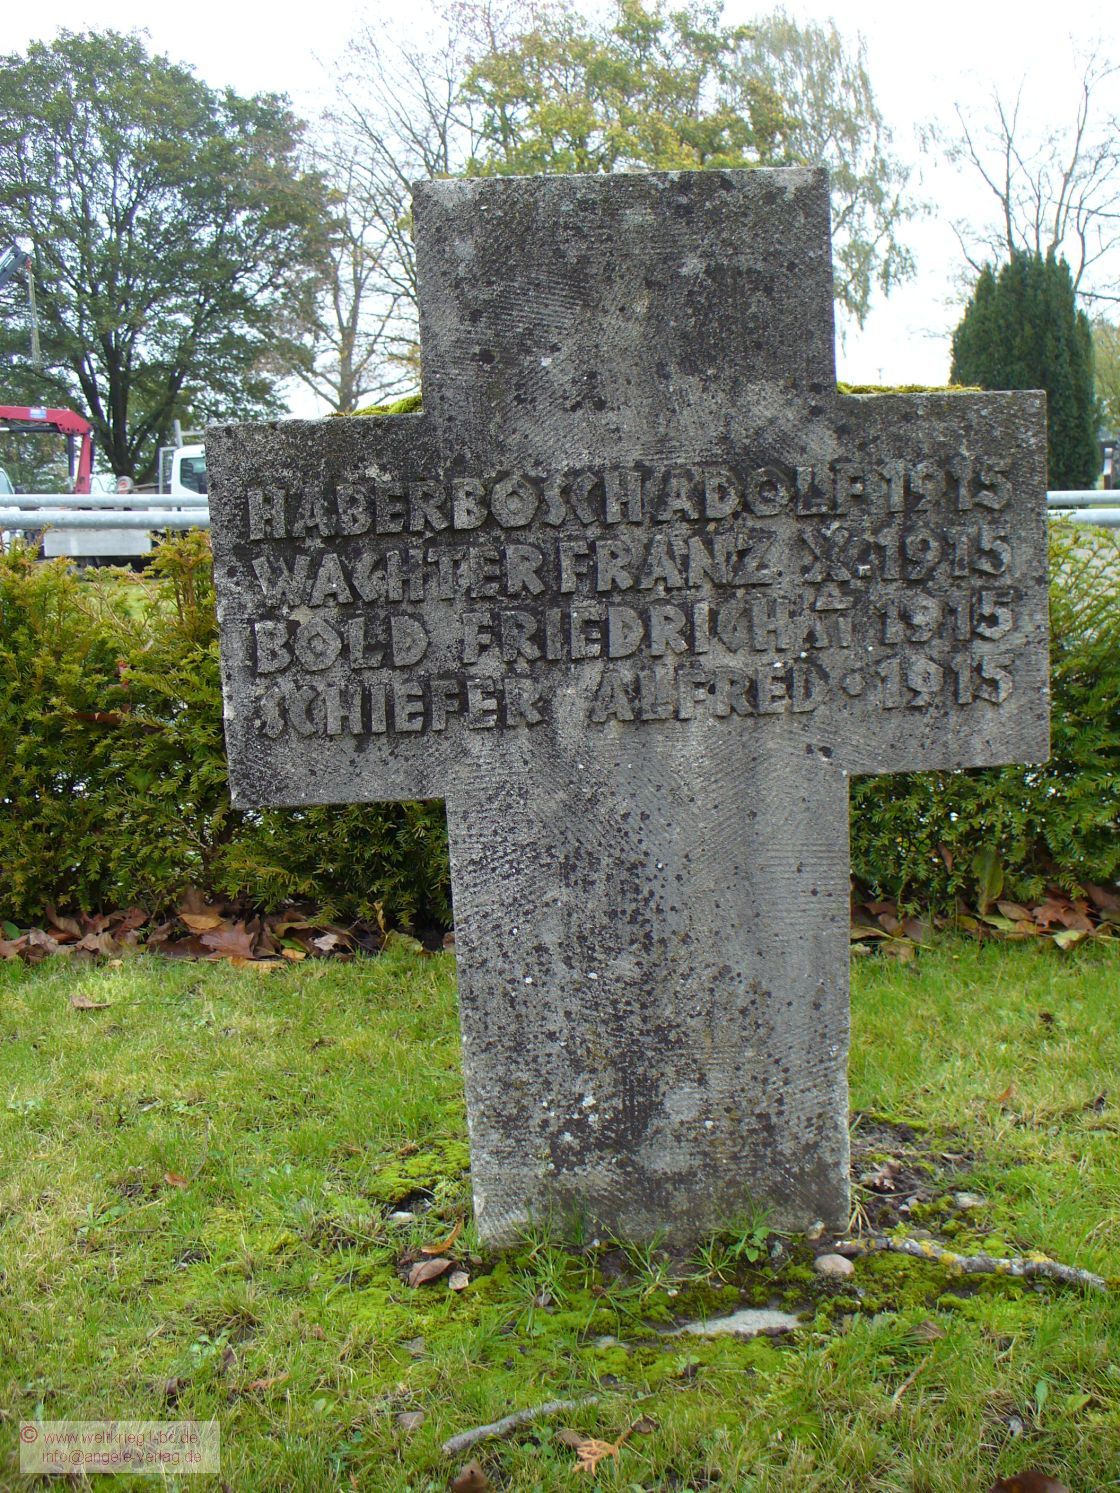 HABERBOSCH ADOLF 1915
WACHTER FRANZ X. 1915
BOLD FRIEDRICH 1915
SCHIEFER ALFRED · 1915
© www.weltkrieg1-bc.de
info@angele-verlag.de